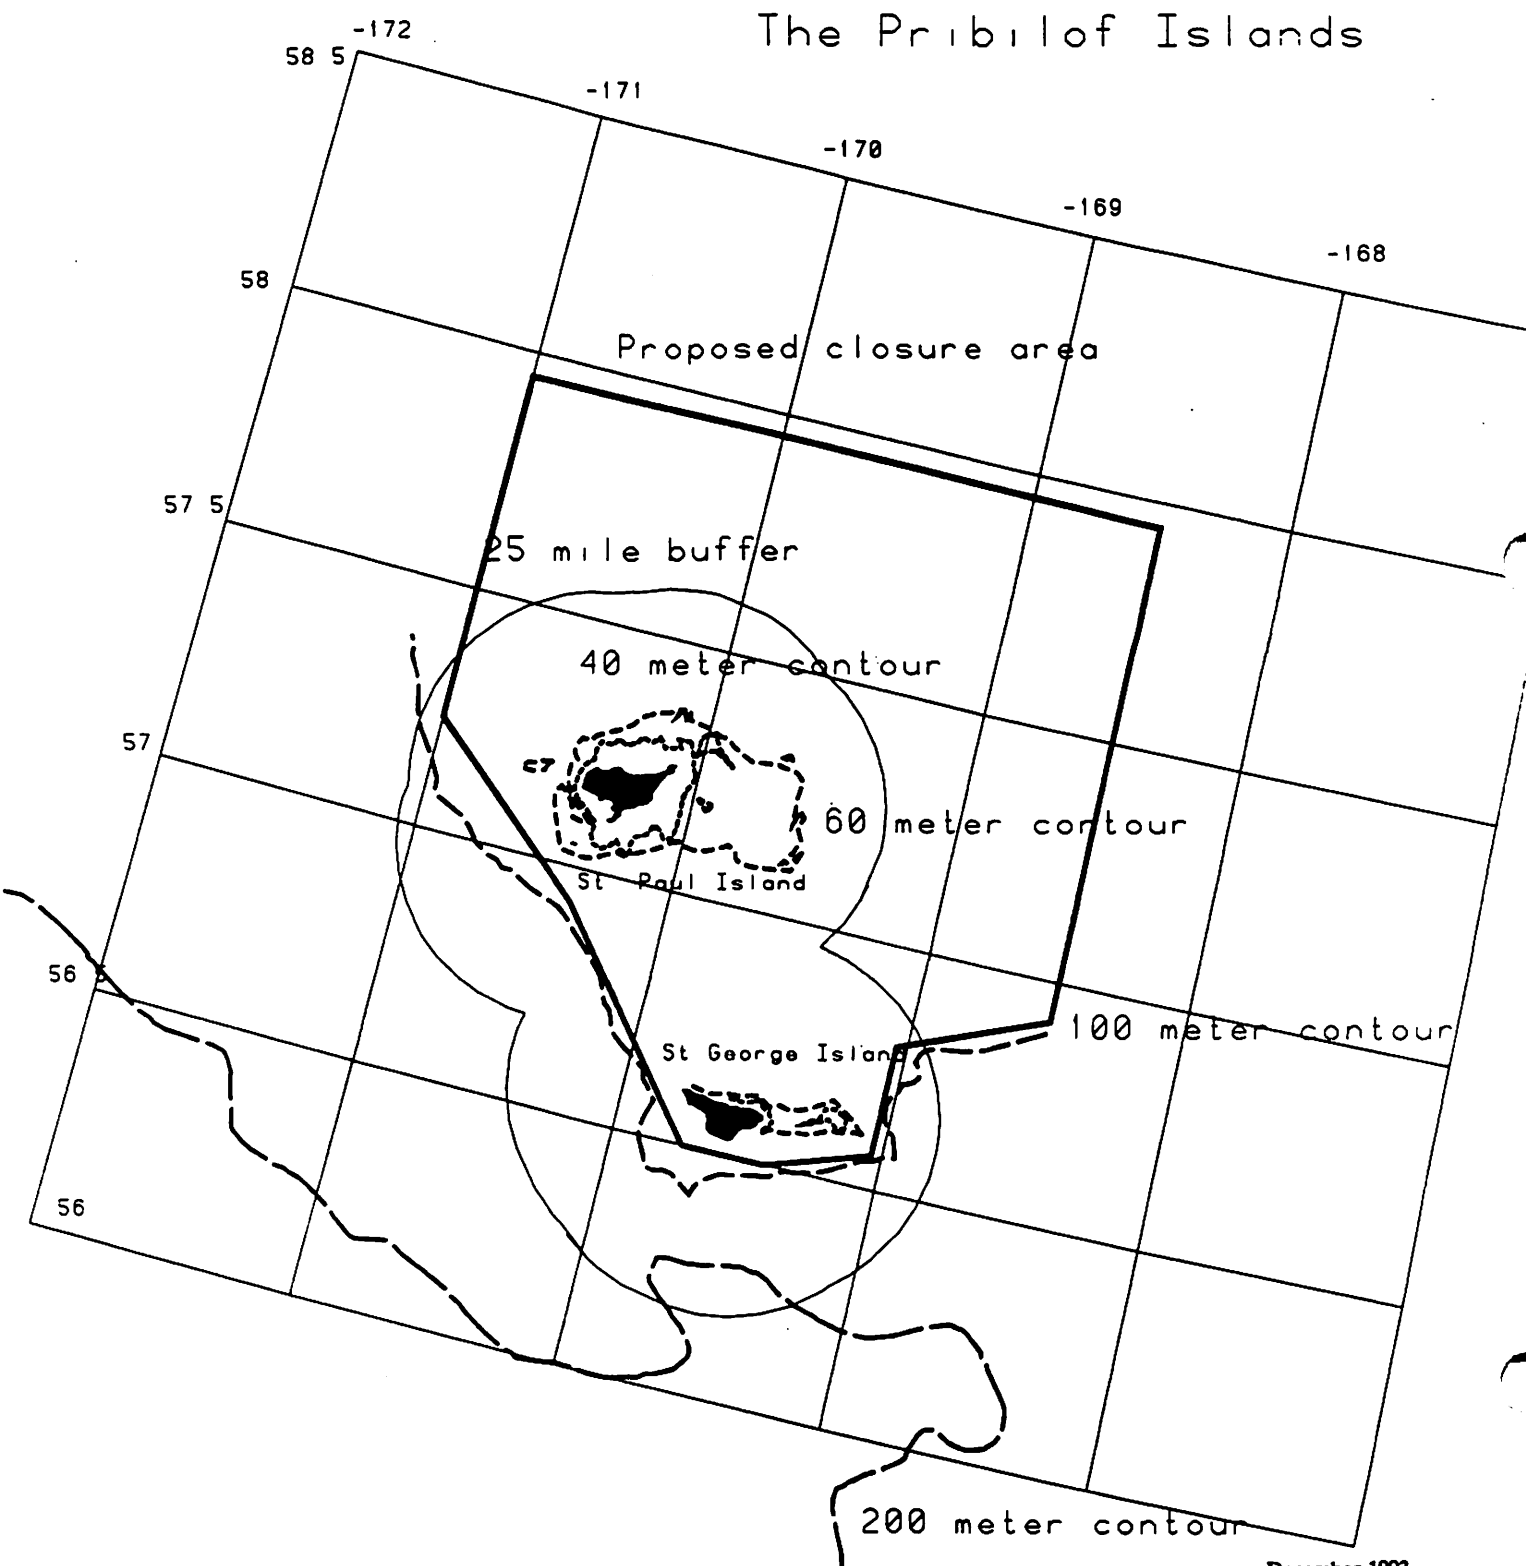 The Pribilof Islands
-172
58 5
-171
-170
-169
-168
58
Proposed closure area
57 5
25 mile buffer
40 meter contour
57
60 meter contour
St Paul Island
56 5
100 meter contour
St George Island
56
200 meter contour